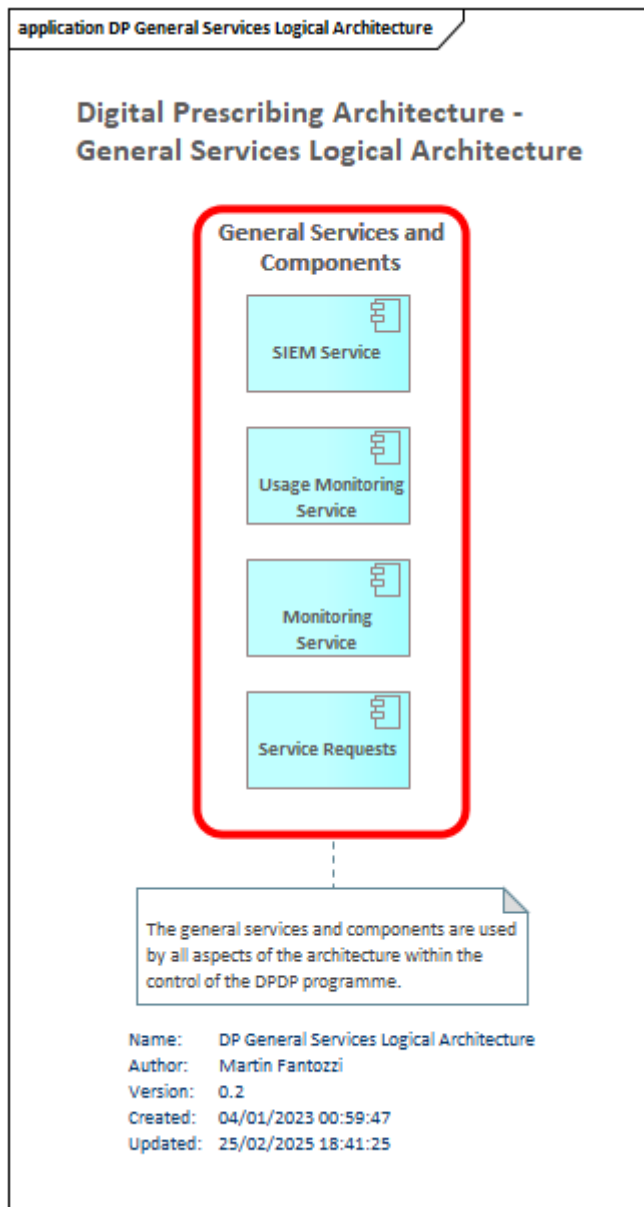 application DP General Services Logical Architecture
Digital Prescribing Architecture -
General Services Logical Architecture
General Services and
Components
SIEM Service
Usage Monitoring
Service
Monitoring
Service
Service Requests
The general services and components are used
by all aspects of the architecture within the
control of the DPDP programme.
Name: DP General Services Logical Architecture
Author: Martin Fantozzi
Version: 0.2
Created: 04/01/2023 00:59:47
Updated: 25/02/2025 18:41:25